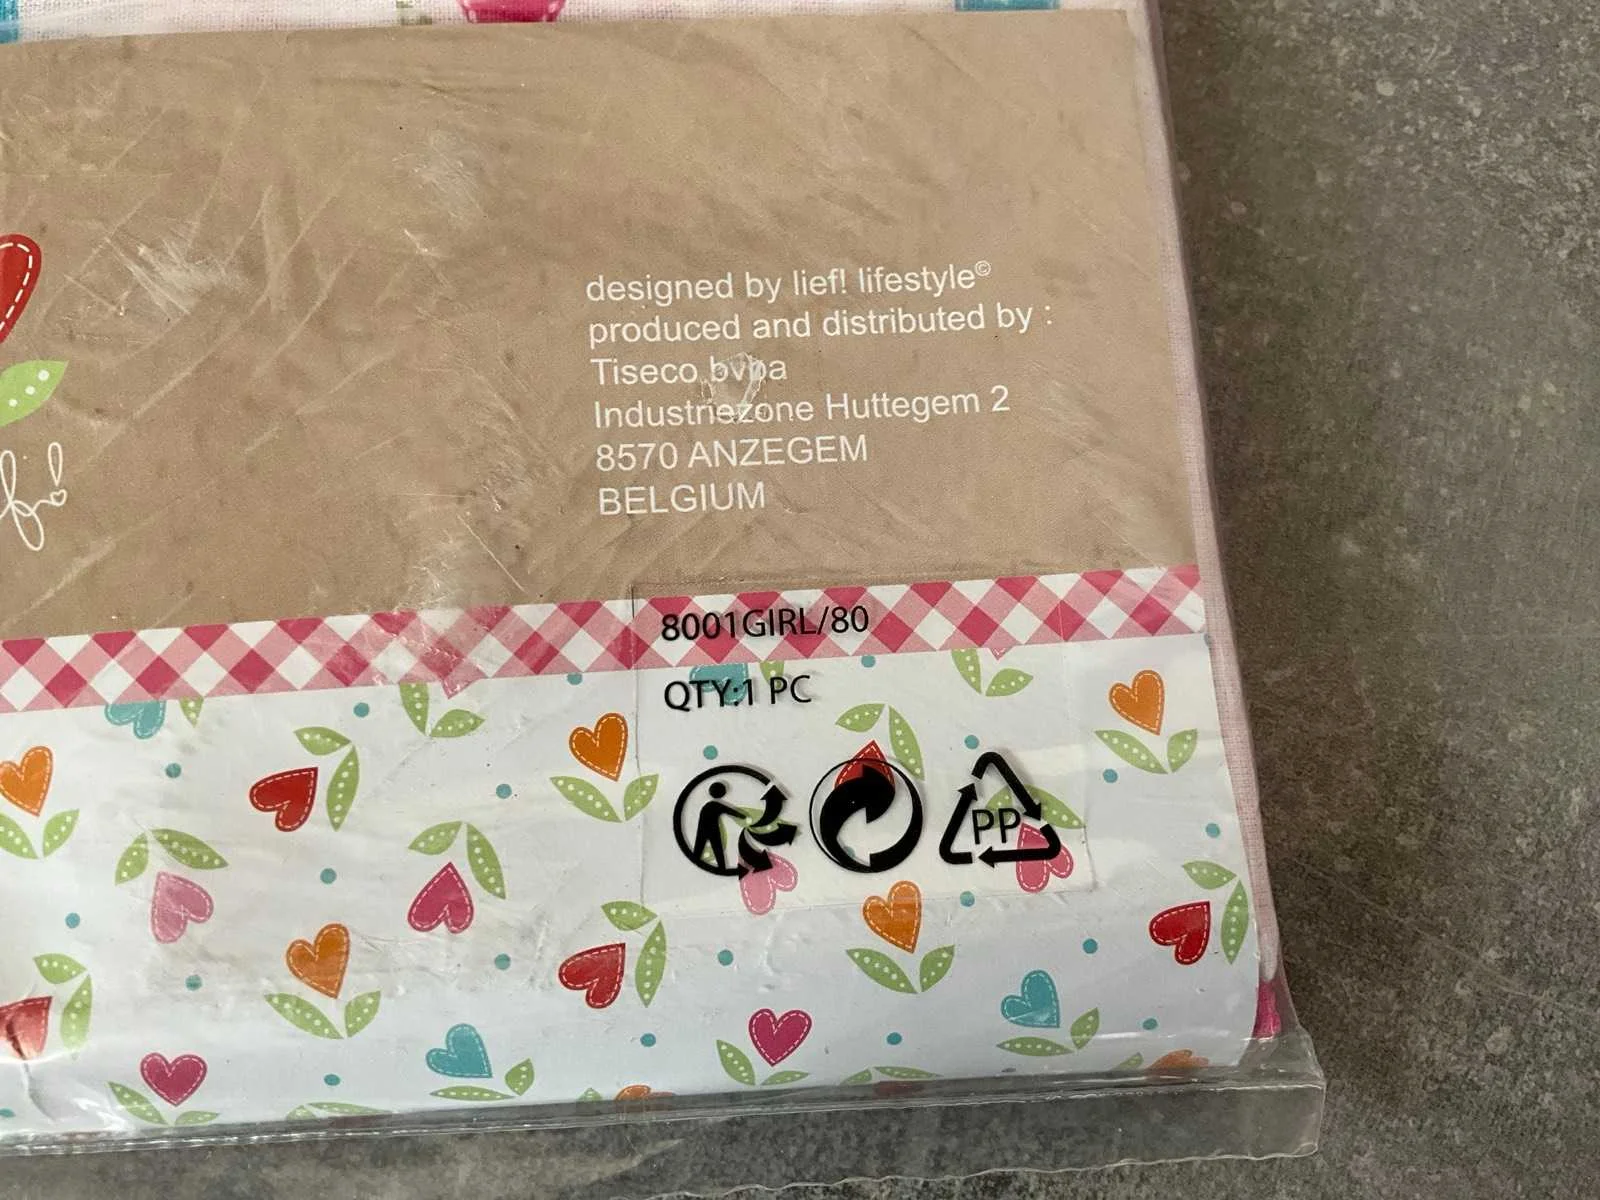 designed by lief! lifestyle©
produced and distributed by :
Tiseco bvba
Industriezone Huttegem 2
8570 ANZEGEM
BELGIUM
8001GIRL/80
QTY:1 PC
PP